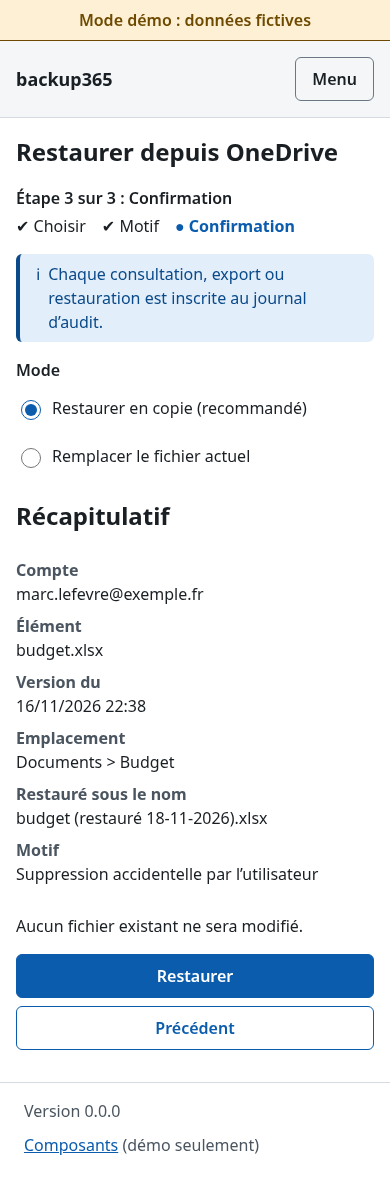 Mode démo : données fictives
backup365
Menu
Restaurer depuis OneDrive
Étape 3 sur 3 : Confirmation
✔ Choisir ✔ Motif ● Confirmation
i Chaque consultation, export ou
restauration est inscrite au journal
d’audit.
Mode
Restaurer en copie (recommandé)
Remplacer le fichier actuel
Récapitulatif
Compte
marc.lefevre@exemple.fr
Élément
budget.xlsx
Version du
16/11/2026 22:38
Emplacement
Documents > Budget
Restauré sous le nom
budget (restauré 18-11-2026).xlsx
Motif
Suppression accidentelle par l’utilisateur
Aucun fichier existant ne sera modifié.
Restaurer
Précédent
Version 0.0.0
Composants (démo seulement)